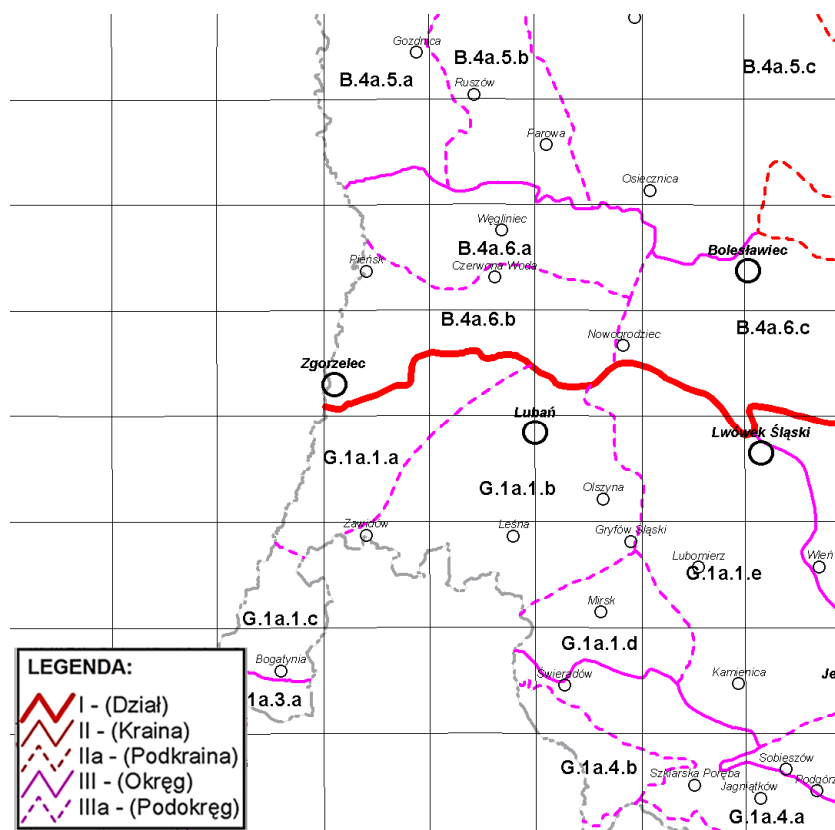 Gozdnica
B.4a.5.b
B.4a.5.c
B.4a.5.a
Ruszów
Parowa
Osiecznica
Węgliniec
B.4a.6.a
Bolesławiec
Pieńsk
Czerwona Woda
B.4a.6.b
B.4a.6.c
Nowogrodziec
Zgorzelec
Lubań
Lwówek Śląski
G.1a.1.a
G.1a.1.b
Olszyna
Zawidów
Leśna
Gryfów Śląski
Lubomierz
Wleń
G.1a.1.e
Mirsk
G.1a.1.c
G.1a.1.d
Bogatynia
Świeradów
Kamienica
Je
1a.3.a
LEGENDA:
I - (Dział)
II - (Kraina)
IIa - (Podkraina)
III - (Okręg)
IIIa - (Podokręg)
G.1a.4.b
Sobieszów
Szklarska Poręba
Jagniątków
Podgórz
G.1a.4.a